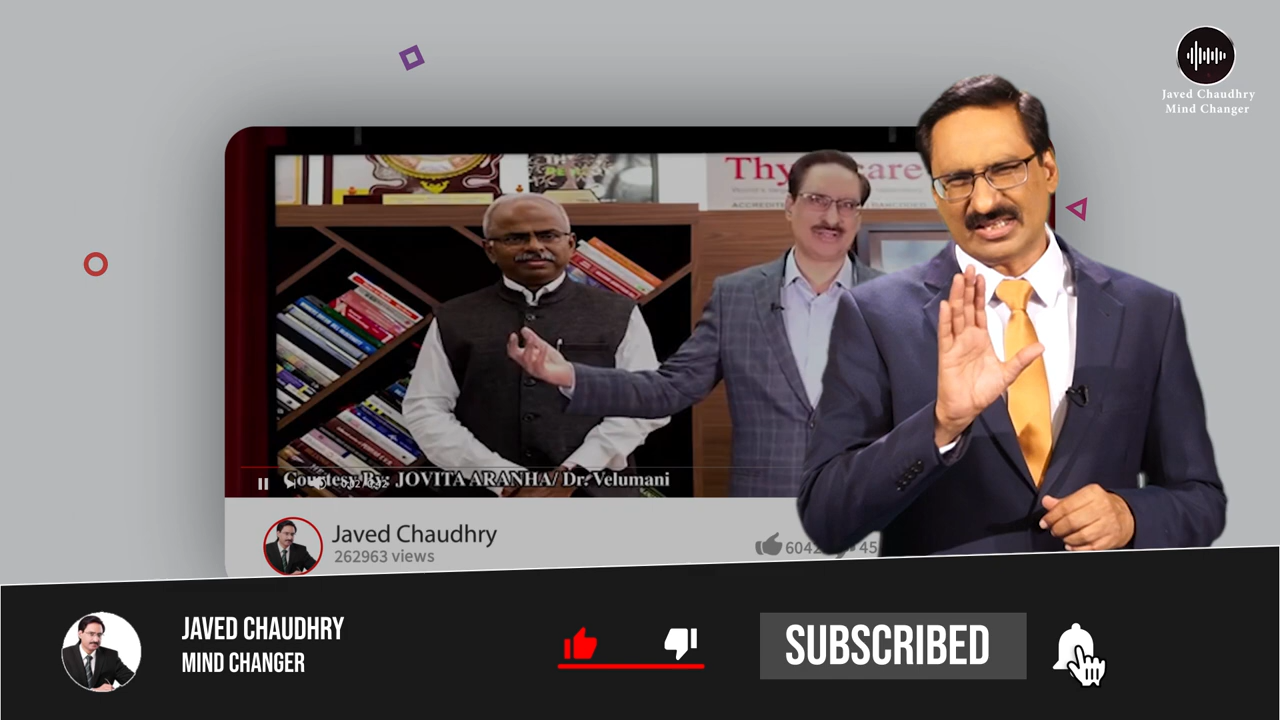 Javed Chaudhry
Mind Changer
Courtesy By: JOVITA ARANHA/ Dr. Velumani
Javed Chaudhry
262963 views
45
JAVED CHAUDHRY
MIND CHANGER
SUBSCRIBED